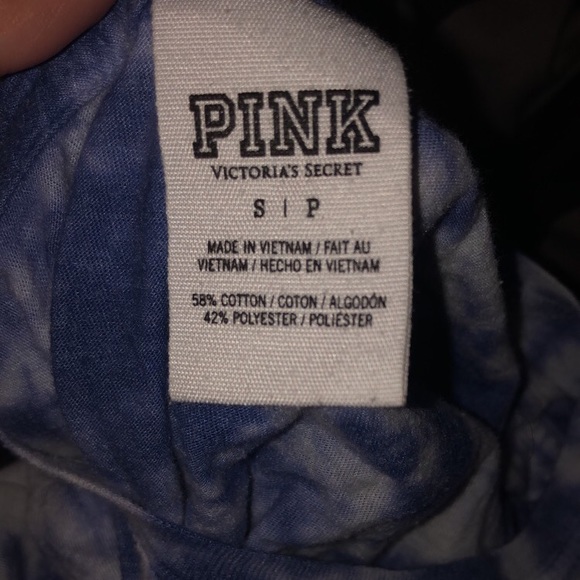 PINK
VICTORIA'S SECRET
S | P
MADE IN VIETNAM / FAIT AU
VIETNAM / HECHO EN VIETNAM
58% COTTON / COTON / ALGODÓN
42% POLYESTER / POLIÉSTER